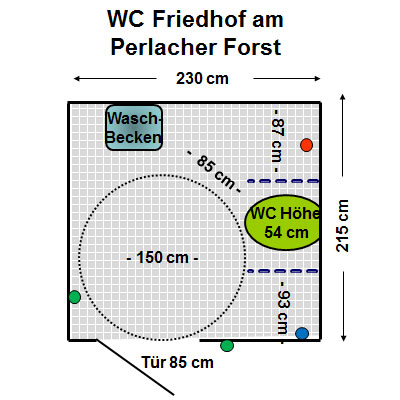 WC Friedhof am
Perlacher Forst
230 cm
Wasch-
Becken
- 87 cm -
- 85 cm -
WC Höhe
54 cm
215 cm
- 150 cm -
- 93 cm -
Tür 85 cm